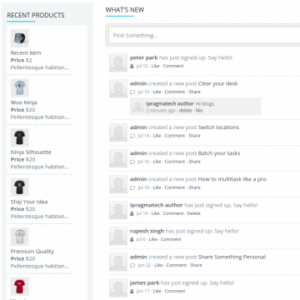 RECENT PRODUCTS
Recent Item
Price $2
Pellentesque habitan...
Woo Ninja
Price $20
Pellentesque habitan...
Ninja Silhouette
Price $20
Pellentesque habitan...
Ship Your Idea
Price $20
Pellentesque habitan...
Premium Quality
Price $20
Pellentesque habitan...
WHAT'S NEW
Post Something...
peter park has just signed up. Say hello!
Jul 13 · Like · Comment
admin created a new post Clear your desk
Jul 10 · Like · Comment · Share
ipragmatech author Hi blogs
2 minutes ago · delete · like
admin created a new post Switch locations
Jul 10 · Like · Comment · Share
admin created a new post Batch your tasks
Jul 10 · Like · Comment · Share
admin created a new post How to multitask like a pro
Jul 10 · Like · Comment · Share
ipragmatech author has just signed up. Say hello!
Jul 10 · Like · Comment · Delete
rupesh singh has just signed up. Say hello!
Jul 6 · Like · Comment
admin created a new post Share Something Personal
Jun 22 · Like · Comment · Share
james park has just signed up. Say hello!
Jun 17 · Like · Comment